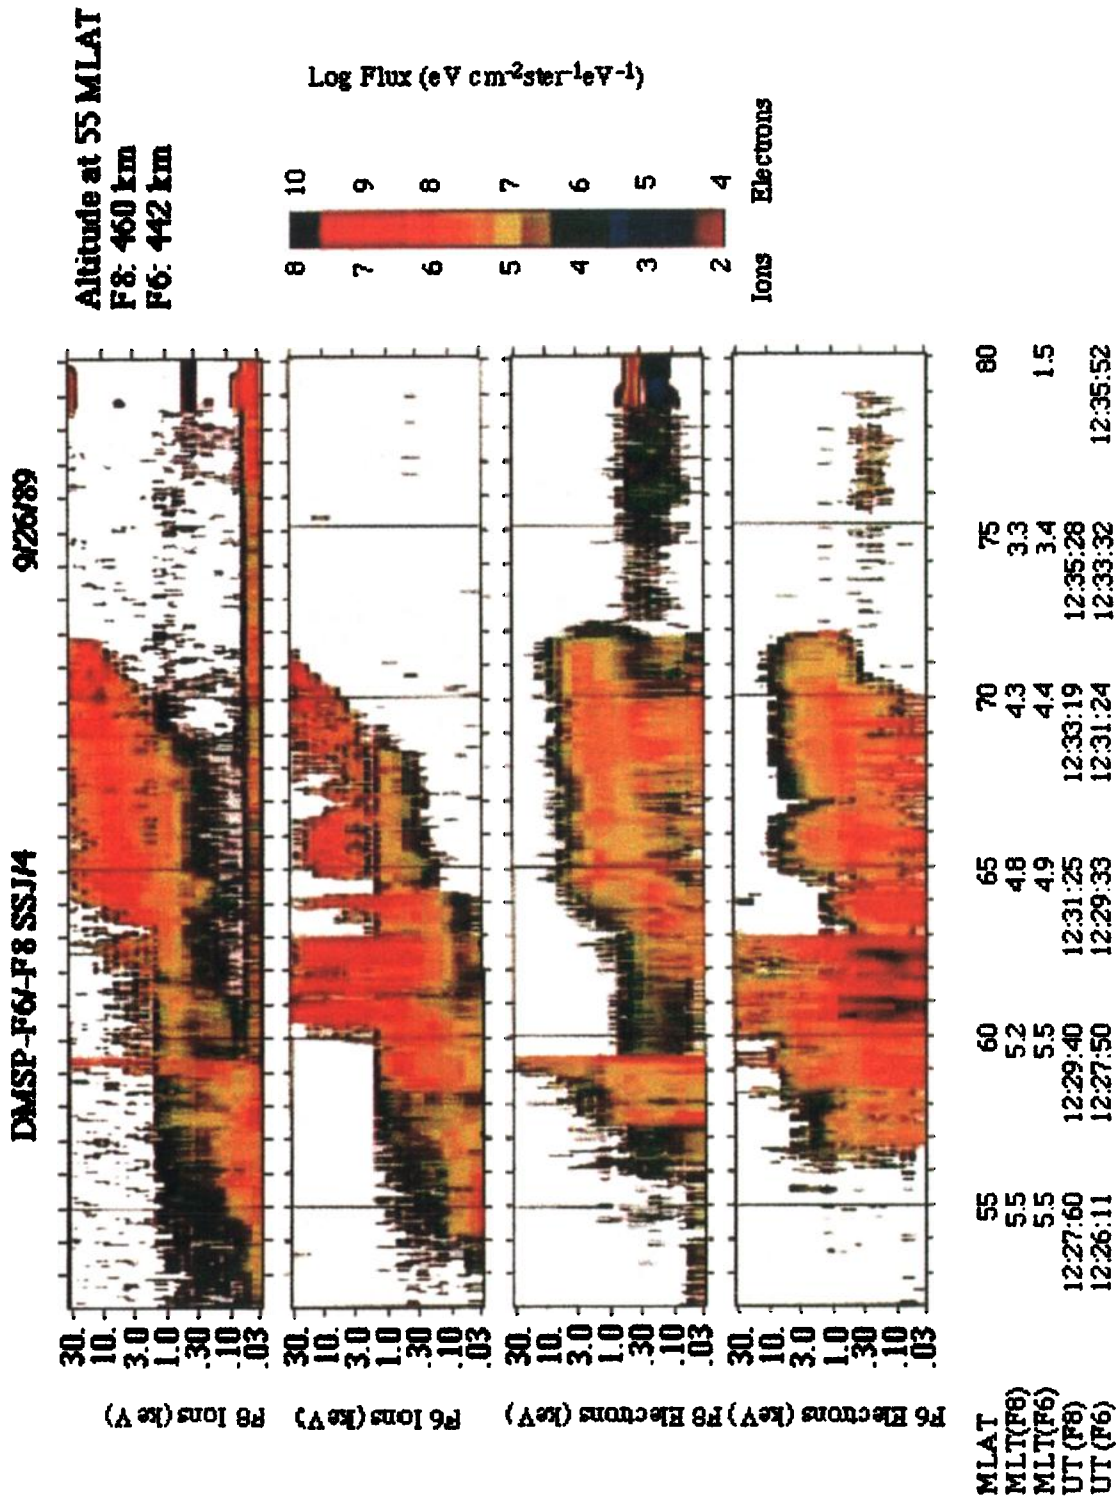 DMSP-F6/-F8 SSJ/4 9/26/89
Altitude at 55 MLAT
F8: 460 km
F6: 442 km
F8 Ions (keV)
30.
10.
3.0
1.0
.30
.10
.03
F6 Ions (keV)
30.
10.
3.0
1.0
.30
.10
.03
F8 Electrons (keV)
30.
10.
3.0
1.0
.30
.10
.03
F6 Electrons (keV)
30.
10.
3.0
1.0
.30
.10
.03
Log Flux (eV cm-2ster-1eV-1)
8 10
7 9
6 8
5 7
4 6
3 5
2 4
Ions Electrons
MLAT 55 60 65 70 75 80
MLT(F8) 5.5 5.2 4.8 4.3 3.3
MLT(F6) 5.5 5.5 4.9 4.4 3.4 1.5
UT (F8) 12:27:60 12:29:40 12:31:25 12:33:19 12:35:28
UT (F6) 12:26:11 12:27:50 12:29:33 12:31:24 12:33:32 12:35:52